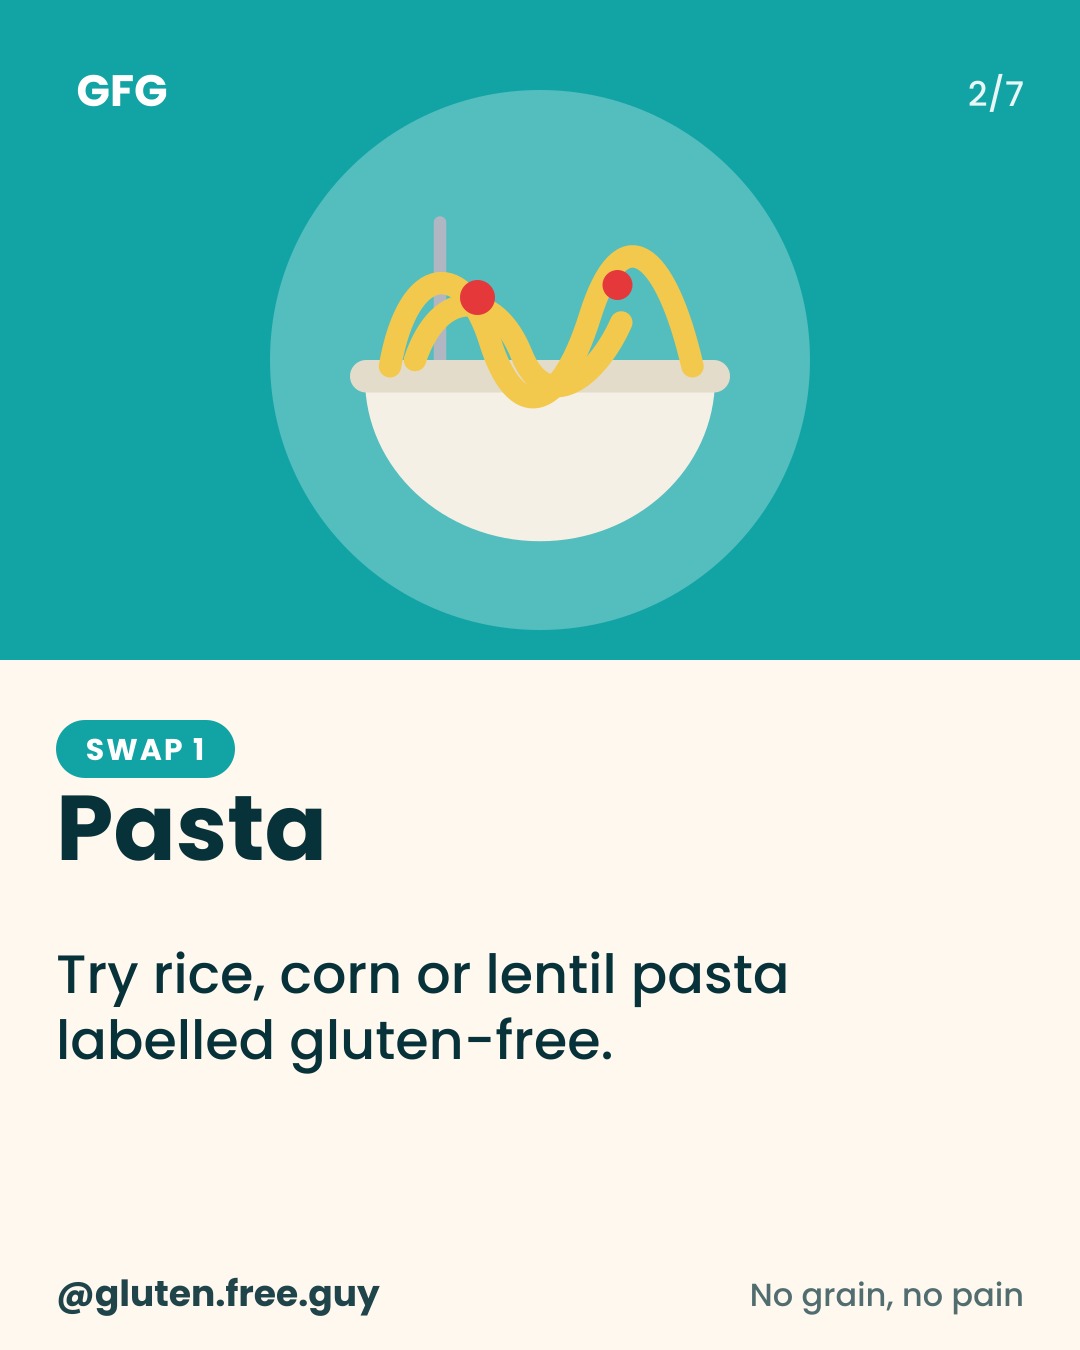 GFG
2/7
SWAP 1
Pasta
Try rice, corn or lentil pasta
labelled gluten-free.
@gluten.free.guy
No grain, no pain